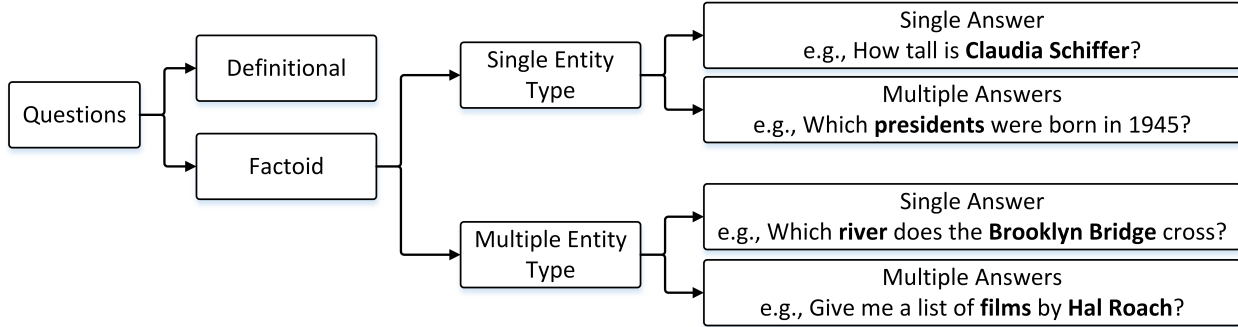 Questions
Definitional
Factoid
Single Entity
Type
Multiple Entity
Type
Single Answer
e.g., How tall is Claudia Schiffer?
Multiple Answers
e.g., Which presidents were born in 1945?
Single Answer
e.g., Which river does the Brooklyn Bridge cross?
Multiple Answers
e.g., Give me a list of films by Hal Roach?